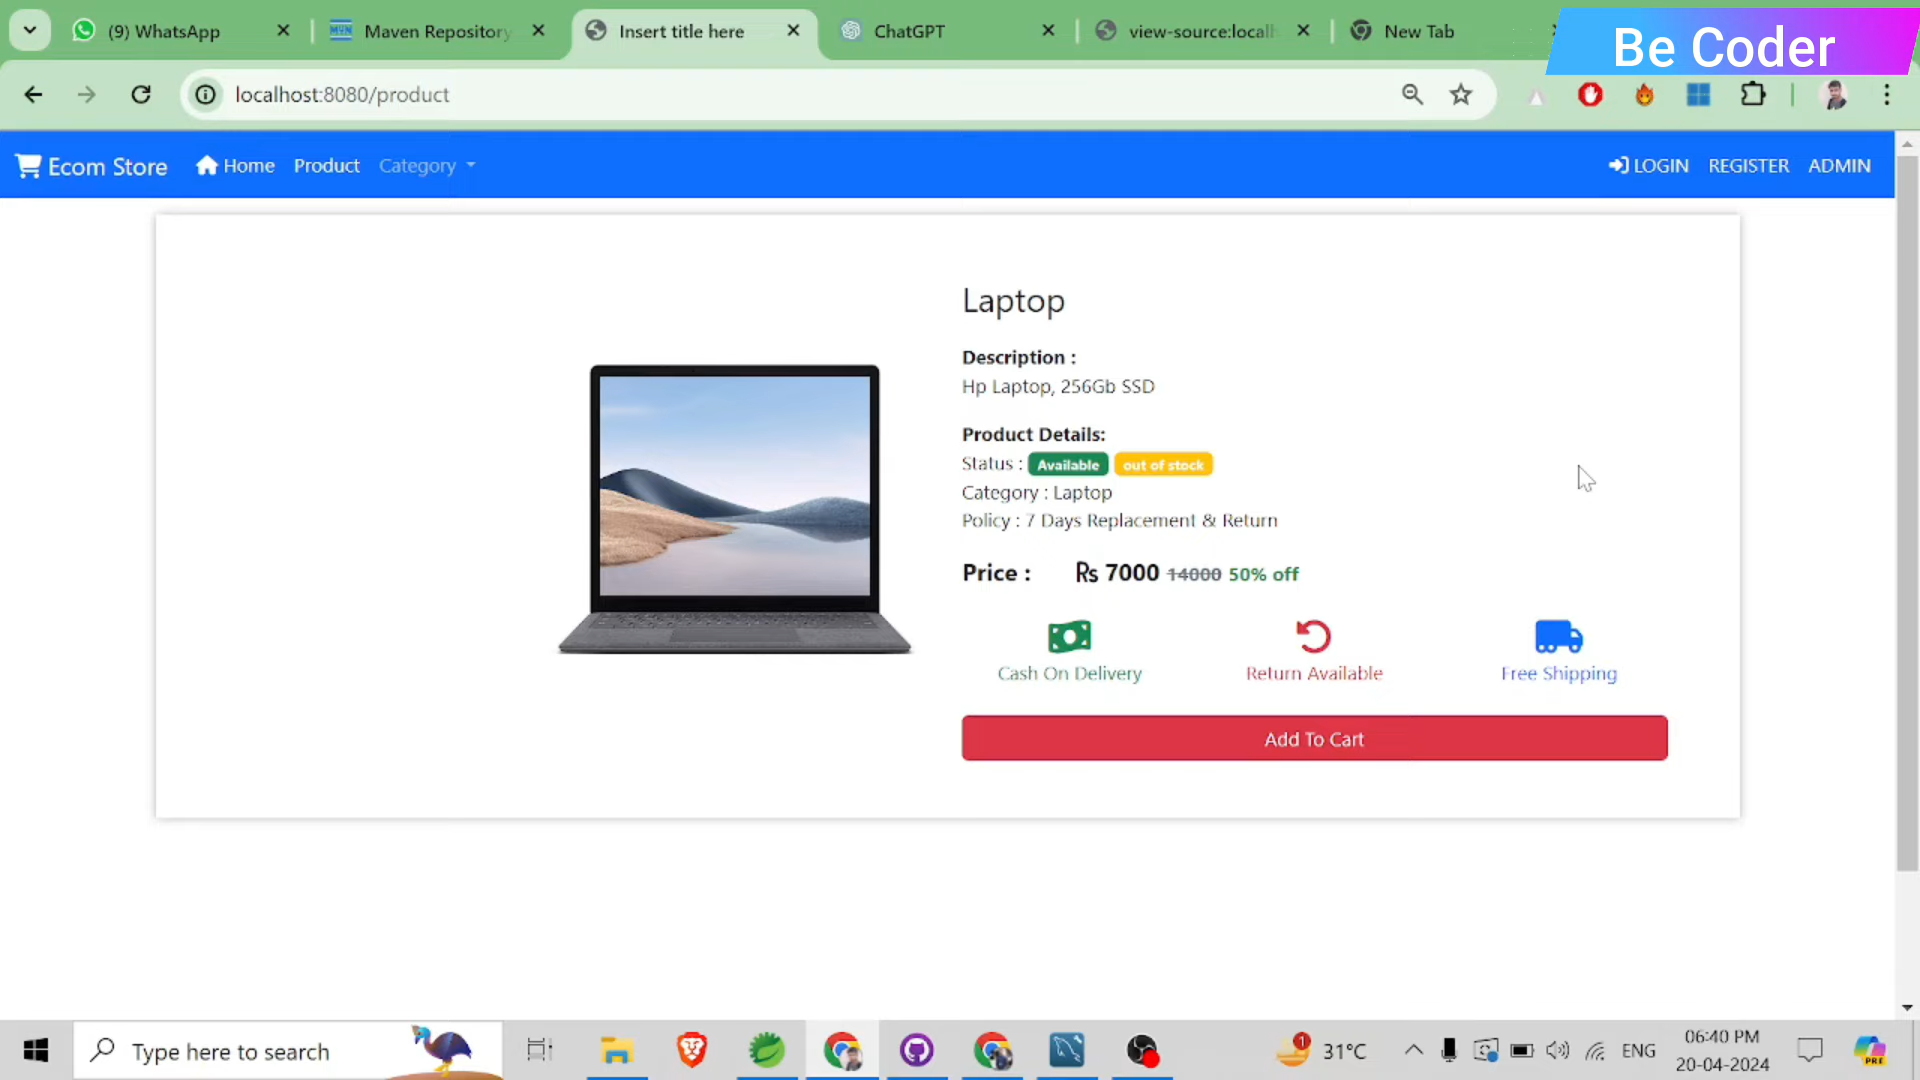 (9) WhatsApp
Maven Repository
Insert title here
ChatGPT
view-source:localh
New Tab
Be Coder
localhost:8080/product
Ecom Store
Home
Product
Category
LOGIN
REGISTER
ADMIN
Laptop
Description :
Hp Laptop, 256Gb SSD
Product Details:
Status : Available out of stock
Category : Laptop
Policy : 7 Days Replacement & Return
Price : ₨ 7000 14000 50% off
Cash On Delivery
Return Available
Free Shipping
Add To Cart
Type here to search
1
31°C
ENG
06:40 PM
20-04-2024
PRE